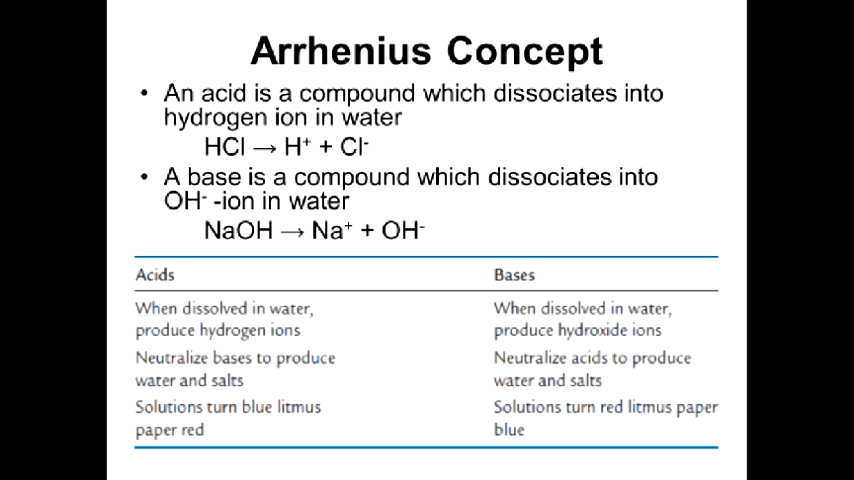 Arrhenius Concept
• An acid is a compound which dissociates into
hydrogen ion in water
HCl → H⁺ + Cl⁻
• A base is a compound which dissociates into
OH⁻ -ion in water
NaOH → Na⁺ + OH⁻
Acids Bases
When dissolved in water, When dissolved in water,
produce hydrogen ions produce hydroxide ions
Neutralize bases to produce Neutralize acids to produce
water and salts water and salts
Solutions turn blue litmus Solutions turn red litmus paper
paper red blue